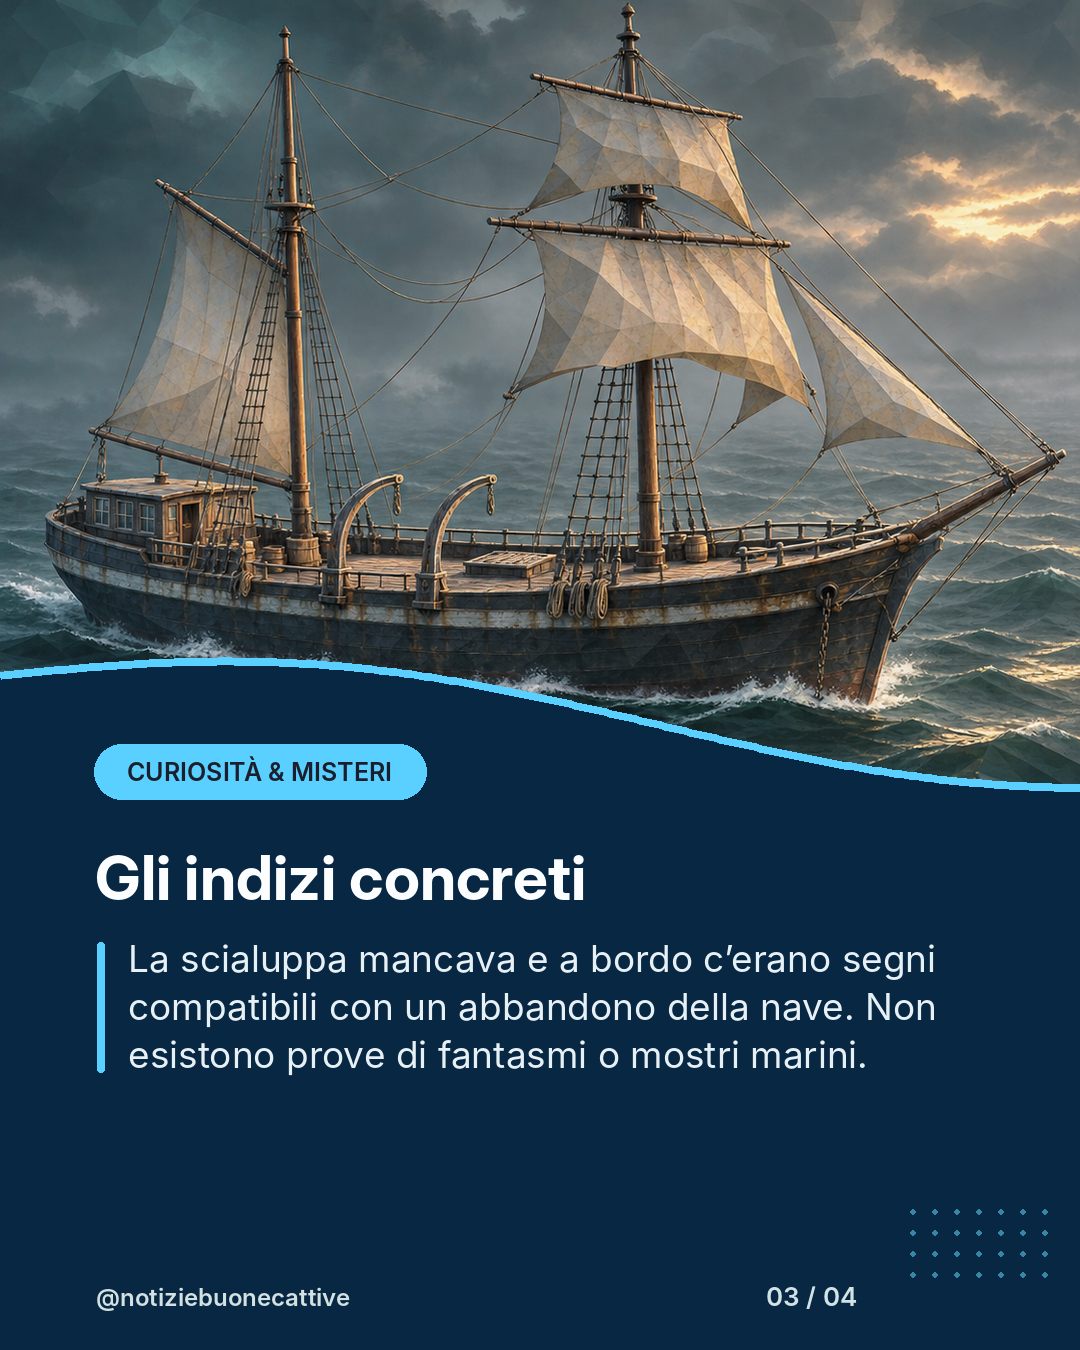 CURIOSITÀ & MISTERI
Gli indizi concreti
La scialuppa mancava e a bordo c’erano segni
compatibili con un abbandono della nave. Non
esistono prove di fantasmi o mostri marini.
@notiziebuonecattive
03 / 04